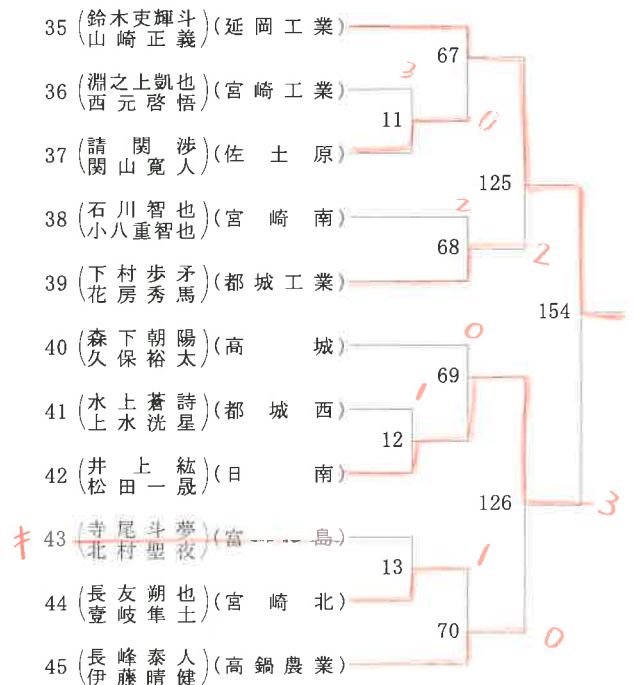 35 (鈴木吏輝斗 山崎正義) (延岡工業)
67
3
36 (淵之上凱也 西元啓悟) (宮崎工業)
11
0
37 (請関渉 関山寛人) (佐土原)
125
38 (石川智也 小八重智也) (宮崎南)
2
68
2
39 (下村歩矛 花房秀馬) (都城工業)
154
40 (森下朝陽 久保裕太) (高城)
0
69
41 (水上蒼詩 上水洸星) (都城西)
1
12
42 (井上紘 松田一晟) (日南)
126
3
キ 43 (寺尾斗夢 北村聖夜) (宮 島)
13
1
44 (長友朔也 壹岐隼土) (宮崎北)
70
0
45 (長峰泰人 伊藤晴健) (高鍋農業)